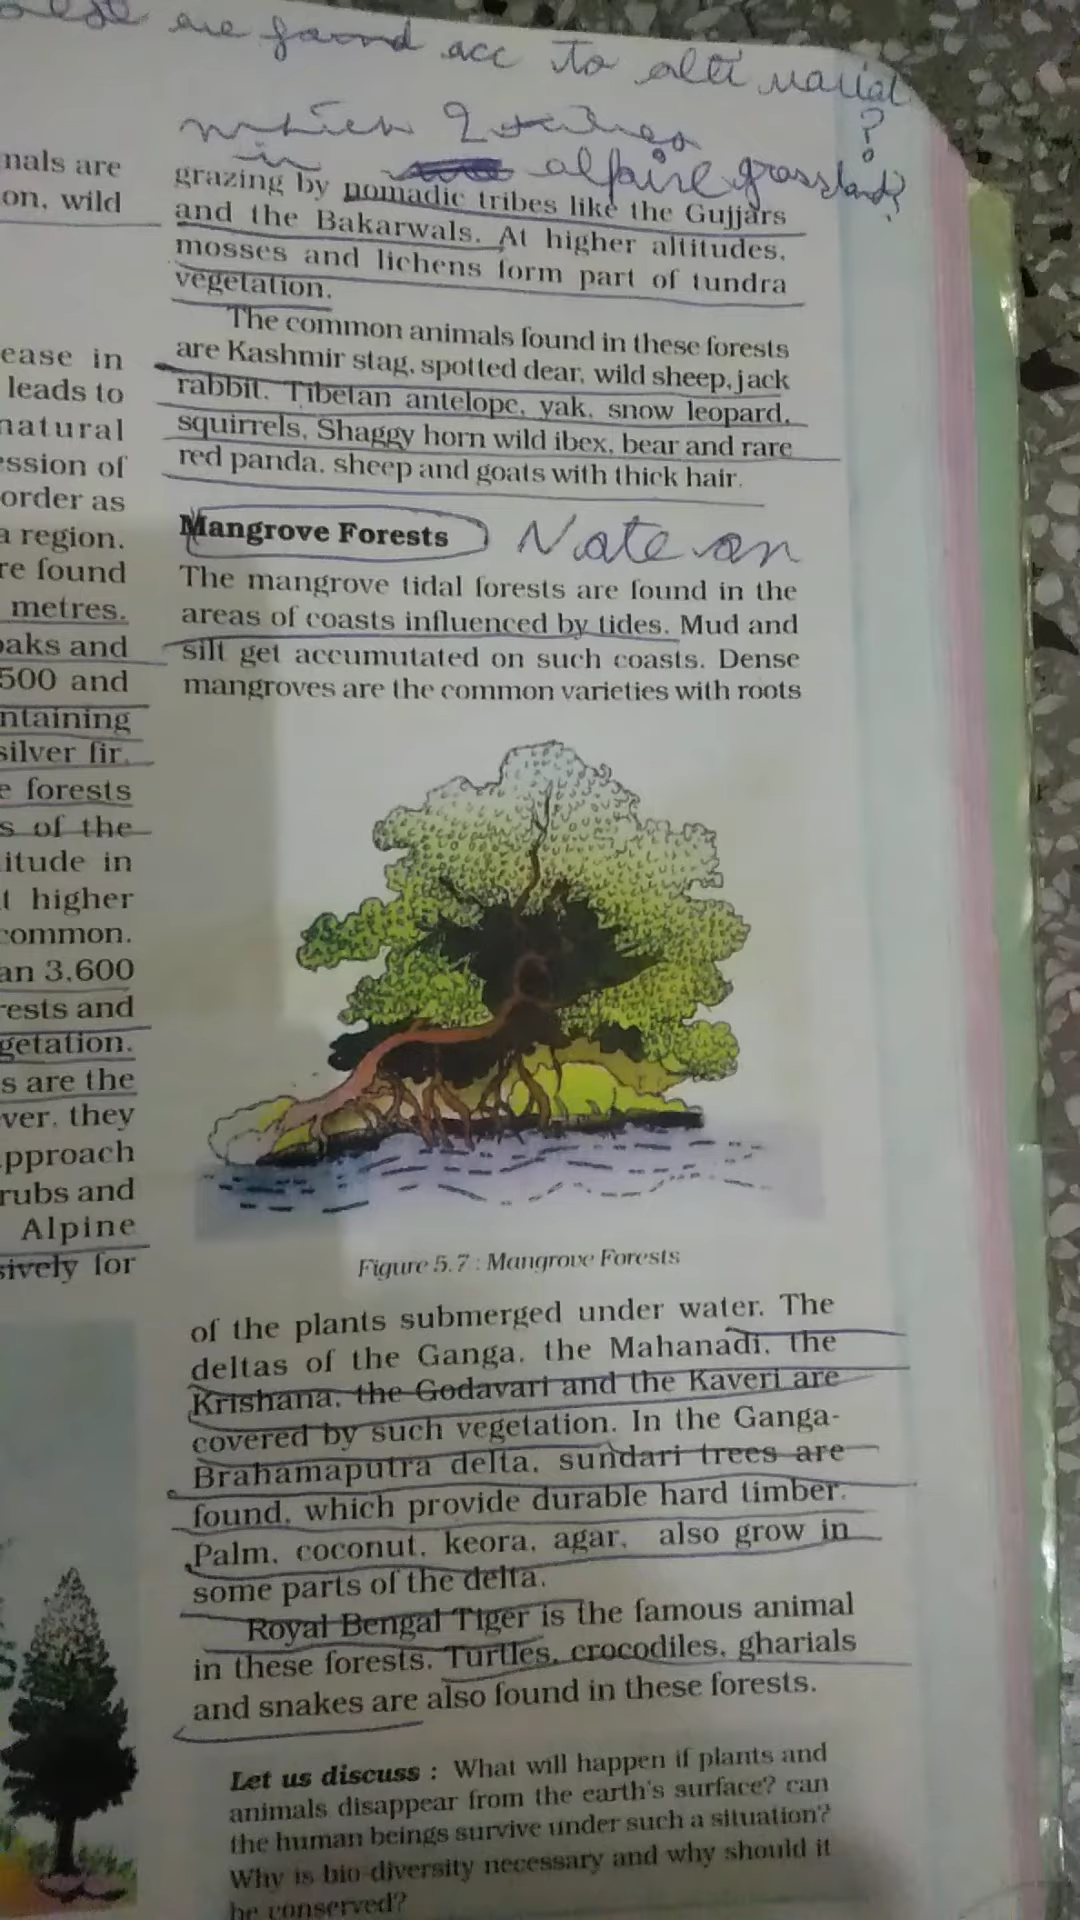 are found acc to alti variat
which 2 tribes ?
in alpine grassland?
nals are
on, wild
ease in
leads to
natural
ession of
order as
a region.
re found
metres.
oaks and
500 and
ntaining
silver fir,
e forests
s of the
itude in
t higher
common.
an 3,600
rests and
getation.
s are the
ver, they
approach
rubs and
Alpine
sively for
grazing by nomadic tribes like the Gujjars
and the Bakarwals. At higher altitudes,
mosses and lichens form part of tundra
vegetation.
The common animals found in these forests
are Kashmir stag, spotted dear, wild sheep, jack
rabbit, Tibetan antelope, yak, snow leopard,
squirrels, Shaggy horn wild ibex, bear and rare
red panda, sheep and goats with thick hair.
Mangrove Forests Note on
The mangrove tidal forests are found in the
areas of coasts influenced by tides. Mud and
silt get accumutated on such coasts. Dense
mangroves are the common varieties with roots
Figure 5.7 : Mangrove Forests
of the plants submerged under water. The
deltas of the Ganga, the Mahanadi, the
Krishana, the Godavari and the Kaveri are
covered by such vegetation. In the Ganga-
Brahamaputra delta, sundari trees are
found, which provide durable hard timber.
Palm, coconut, keora, agar, also grow in
some parts of the delta.
Royal Bengal Tiger is the famous animal
in these forests. Turtles, crocodiles, gharials
and snakes are also found in these forests.
Let us discuss : What will happen if plants and
animals disappear from the earth's surface? can
the human beings survive under such a situation?
Why is bio diversity necessary and why should it
be conserved?